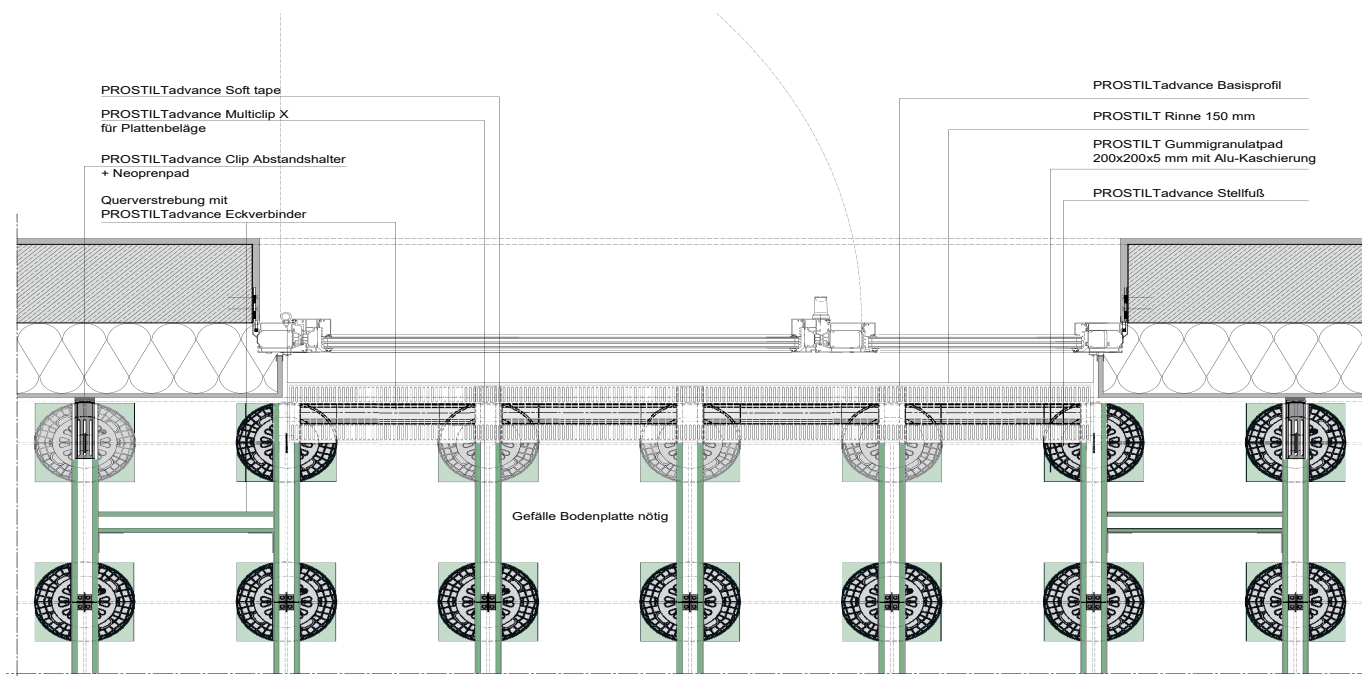 PROSTILTadvance Soft tape
PROSTILTadvance Multiclip X
für Plattenbeläge
PROSTILTadvance Clip Abstandshalter
+ Neoprenpad
Querverstrebung mit
PROSTILTadvance Eckverbinder
PROSTILTadvance Basisprofil
PROSTILT Rinne 150 mm
PROSTILT Gummigranulatpad
200x200x5 mm mit Alu-Kaschierung
PROSTILTadvance Stellfuß
Gefälle Bodenplatte nötig